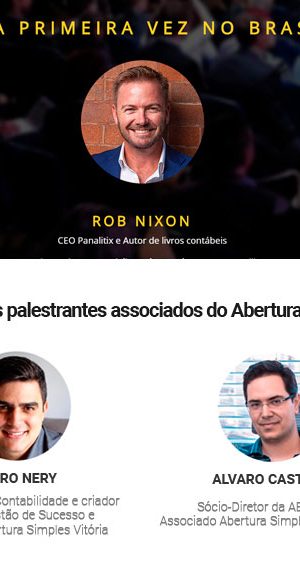 A PRIMEIRA VEZ NO BRAS
ROB NIXON
CEO Panalitix e Autor de livros contábeis
s palestrantes associados do Abertura
RO NERY
ALVARO CAST
ontabilidade e criador
stão de Sucesso e
rtura Simples Vitória
Sócio-Diretor da AB
Associado Abertura Simpl